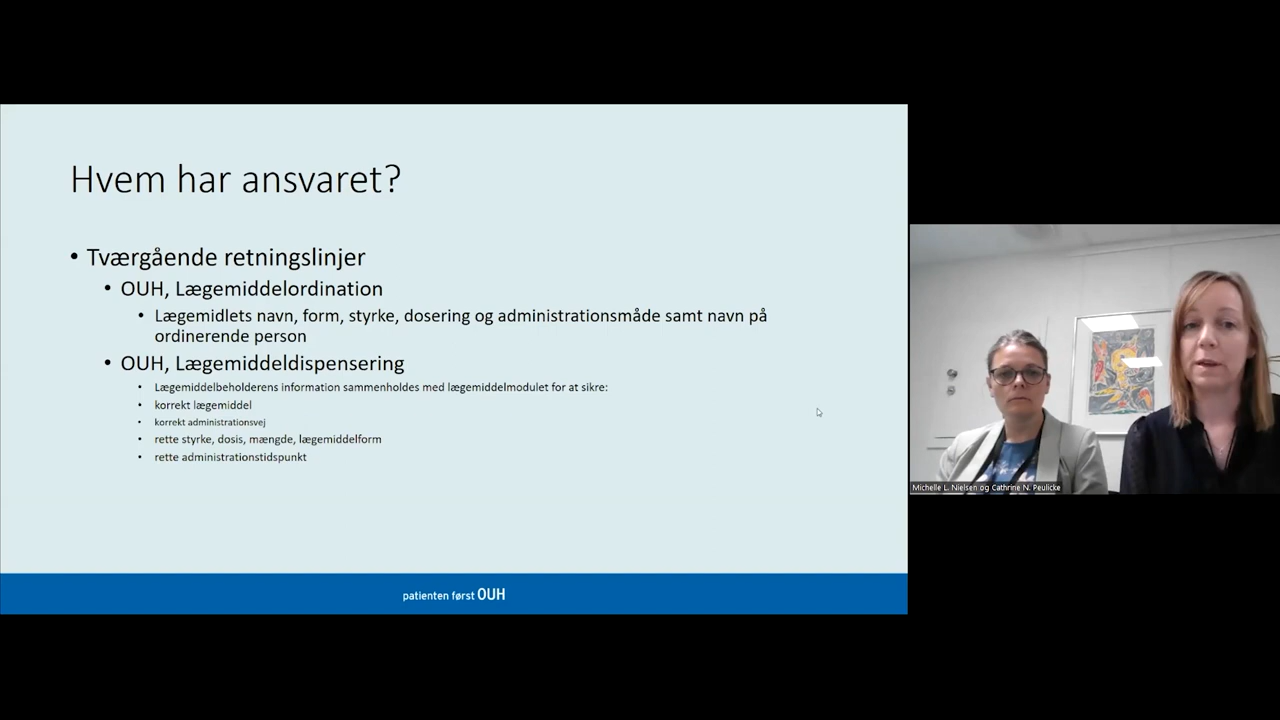 Hvem har ansvaret?
• Tværgående retningslinjer
• OUH, Lægemiddelordination
• Lægemidlets navn, form, styrke, dosering og administrationsmåde samt navn på
ordinerende person
• OUH, Lægemiddeldispensering
• Lægemiddelbeholderens information sammenholdes med lægemiddelmodulet for at sikre:
• korrekt lægemiddel
• korrekt administrationsvej
• rette styrke, dosis, mængde, lægemiddelform
• rette administrationstidspunkt
patienten først OUH
Michelle L. Nielsen og Cathrine N. Peulicke